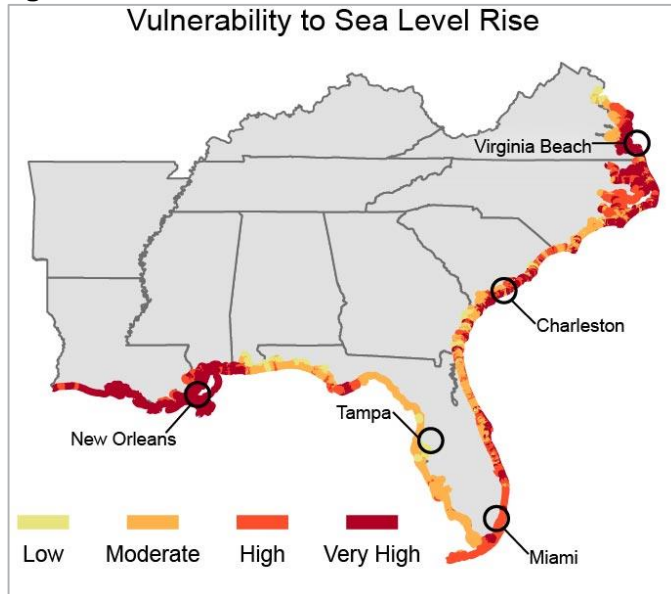 Vulnerability to Sea Level Rise
Virginia Beach
Charleston
New Orleans
Tampa
Miami
Low Moderate High Very High